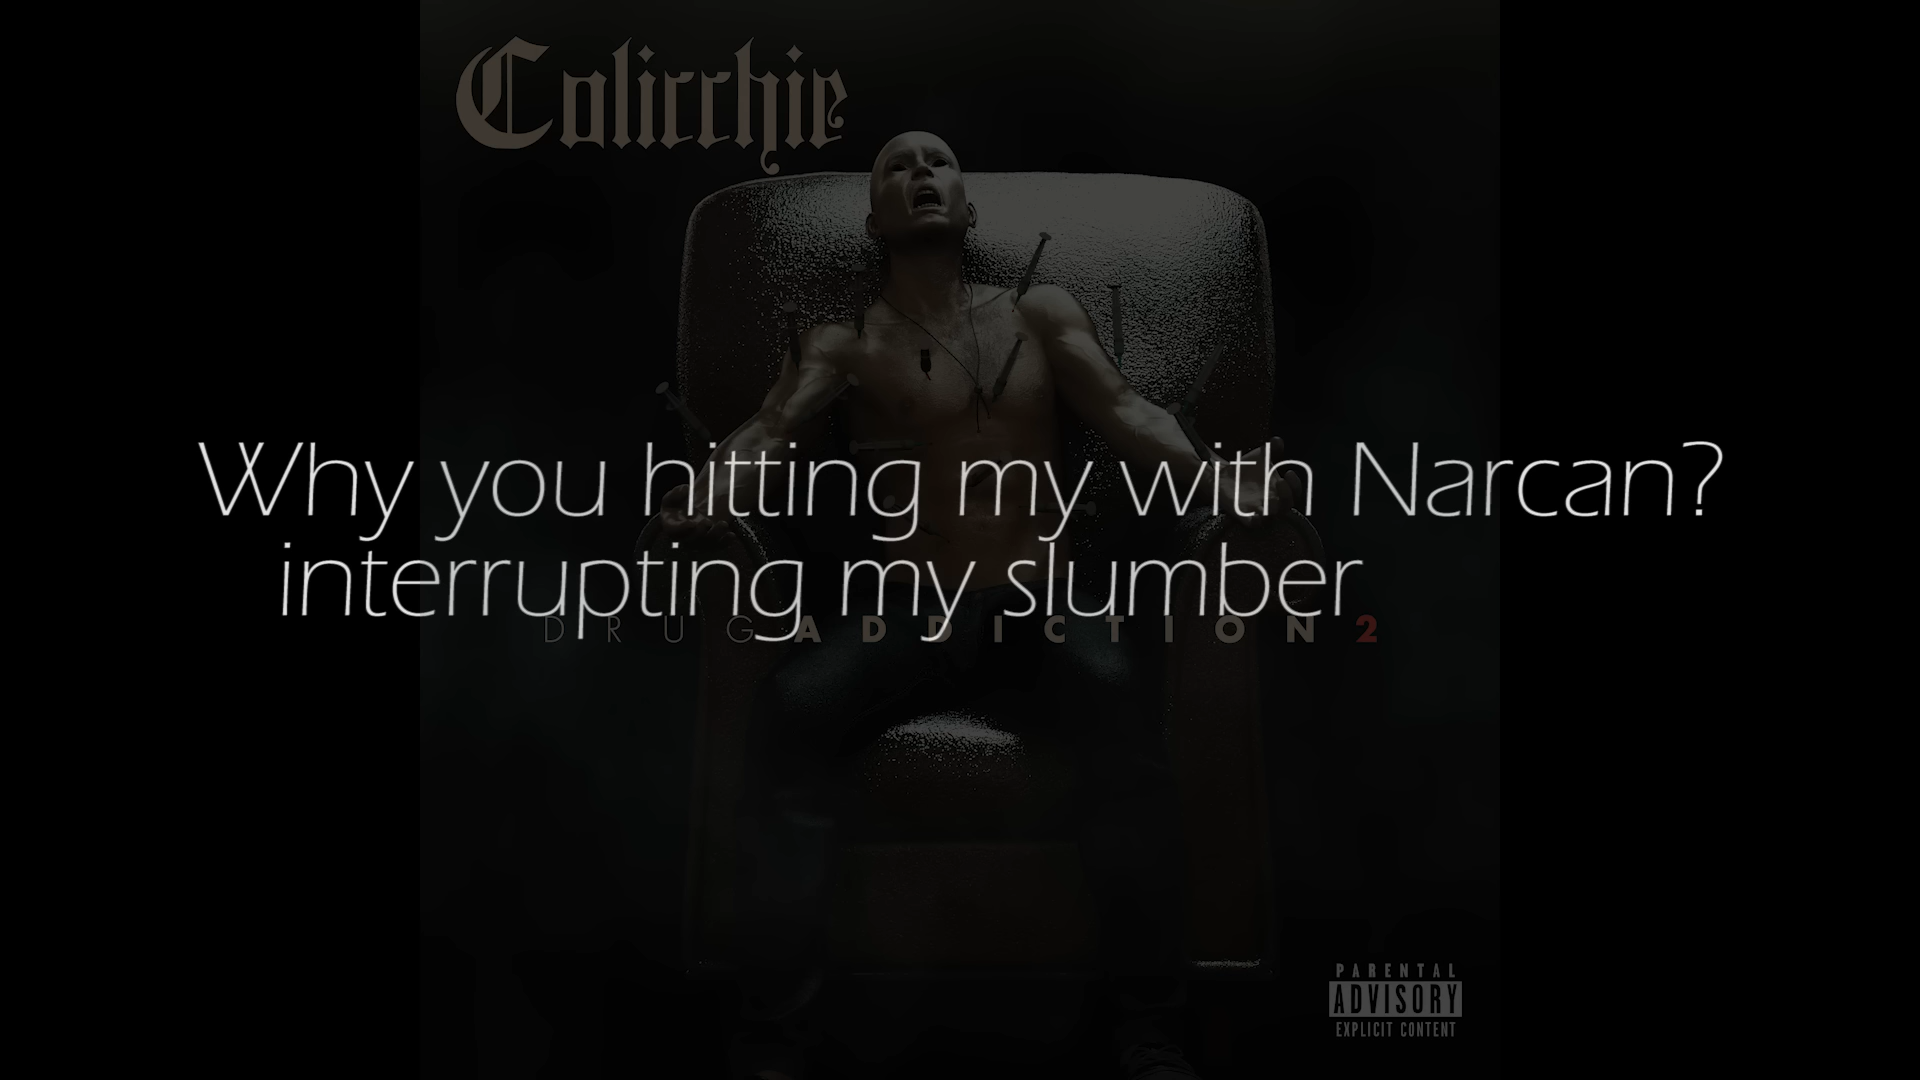 Colicchie
Why you hitting my with Narcan?
interrupting my slumber
DRUG ADDICTION 2
PARENTAL
ADVISORY
EXPLICIT CONTENT